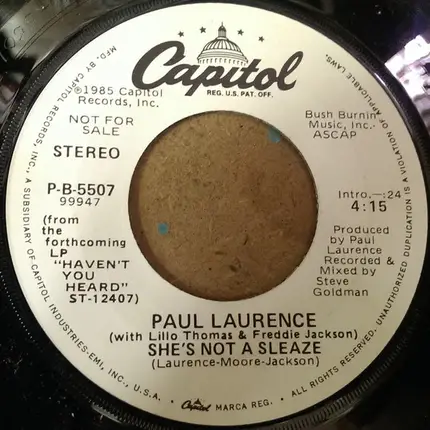 Capitol
REG. U.S. PAT. OFF.
©1985 Capitol
Records, Inc.
NOT FOR
SALE
STEREO
P-B-5507
99947
(from
the
forthcoming
LP
"HAVEN'T
YOU
HEARD"
ST-12407)
Bush Burnin'
Music, Inc.-
ASCAP
Intro.—:24
4:15
Produced
by Paul
Laurence
Recorded &
Mixed by
Steve
Goldman
PAUL LAURENCE
(with Lillo Thomas & Freddie Jackson)
SHE'S NOT A SLEAZE
(Laurence-Moore-Jackson)
MFD. BY CAPITOL RECORDS, INC., A SUBSIDIARY OF CAPITOL INDUSTRIES-EMI, INC., U.S.A. • Capitol MARCA REG. • ALL RIGHTS RESERVED. UNAUTHORIZED DUPLICATION IS A VIOLATION OF APPLICABLE LAWS.